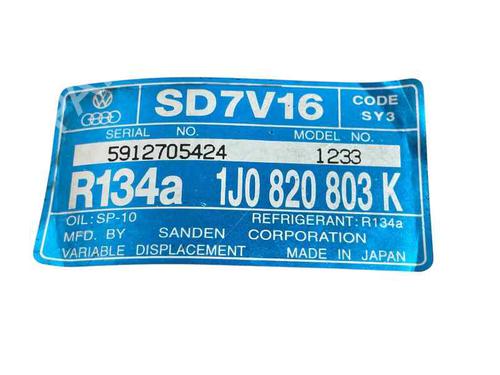 SD7V16
CODE SY3
SERIAL NO. MODEL NO.
5912705424 1233
R134a 1J0 820 803 K
OIL:SP-10 REFRIGERANT:R134a
MFD. BY SANDEN CORPORATION
VARIABLE DISPLACEMENT MADE IN JAPAN